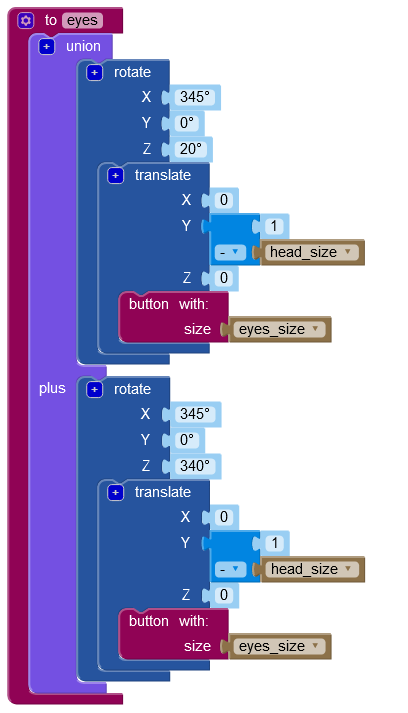 to eyes
union
rotate
X 345°
Y 0°
Z 20°
translate
X 0
Y 1
- head_size
Z 0
button with:
size eyes_size
plus rotate
X 345°
Y 0°
Z 340°
translate
X 0
Y 1
- head_size
Z 0
button with:
size eyes_size